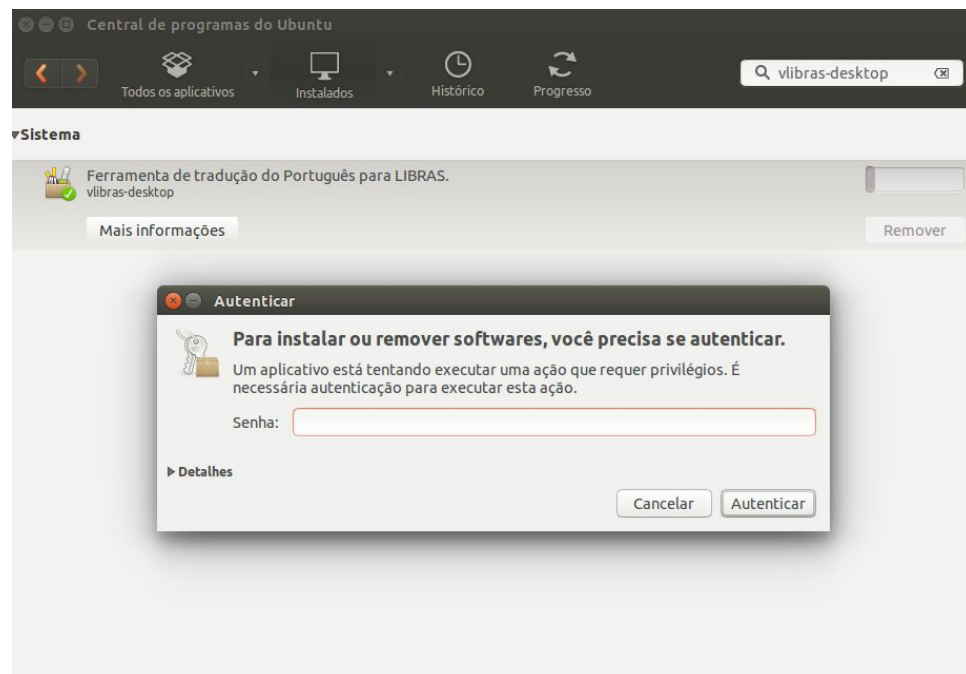 Central de programas do Ubuntu
Todos os aplicativos
Instalados
Histórico
Progresso
vlibras-desktop
Sistema
Ferramenta de tradução do Português para LIBRAS.
vlibras-desktop
Mais informações
Remover
Autenticar
Para instalar ou remover softwares, você precisa se autenticar.
Um aplicativo está tentando executar uma ação que requer privilégios. É
necessária autenticação para executar esta ação.
Senha:
Detalhes
Cancelar
Autenticar